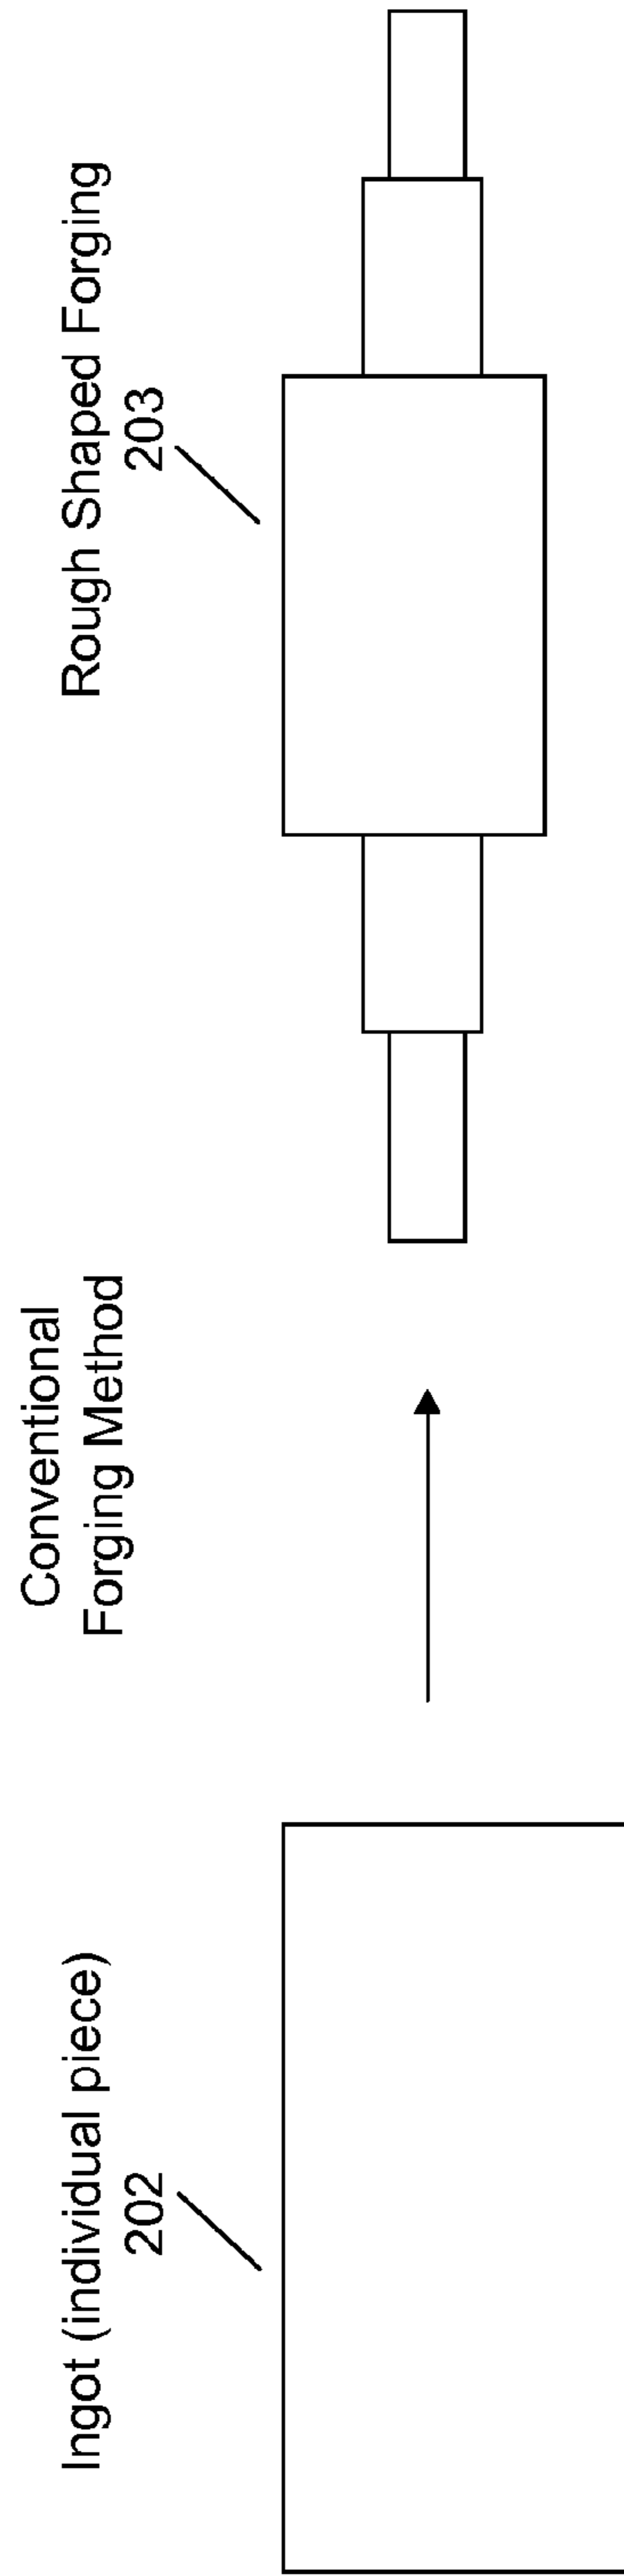 Ingot (individual piece)
202
Conventional
Forging Method
Rough Shaped Forging
203